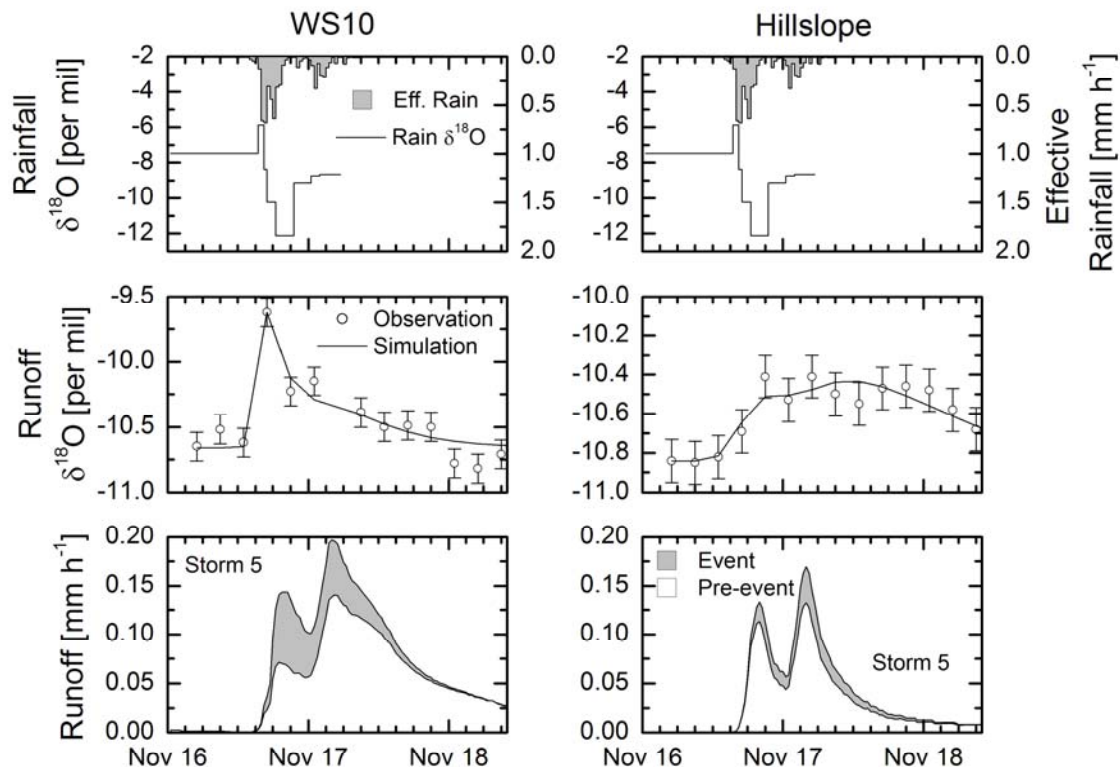 WS10
Hillslope
Rainfall
δ18O [per mil]
-2
-4
-6
-8
-10
-12
Eff. Rain
Rain δ18O
0.0
0.5
1.0
1.5
2.0
-2
-4
-6
-8
-10
-12
0.0
0.5
1.0
1.5
2.0
Effective
Rainfall [mm h-1]
Runoff
δ18O [per mil]
-9.5
-10.0
-10.5
-11.0
Observation
Simulation
-10.0
-10.2
-10.4
-10.6
-10.8
-11.0
Runoff [mm h-1]
0.20
0.15
0.10
0.05
0.00
Storm 5
Nov 16
Nov 17
Nov 18
0.20
0.15
0.10
0.05
0.00
Event
Pre-event
Storm 5
Nov 16
Nov 17
Nov 18